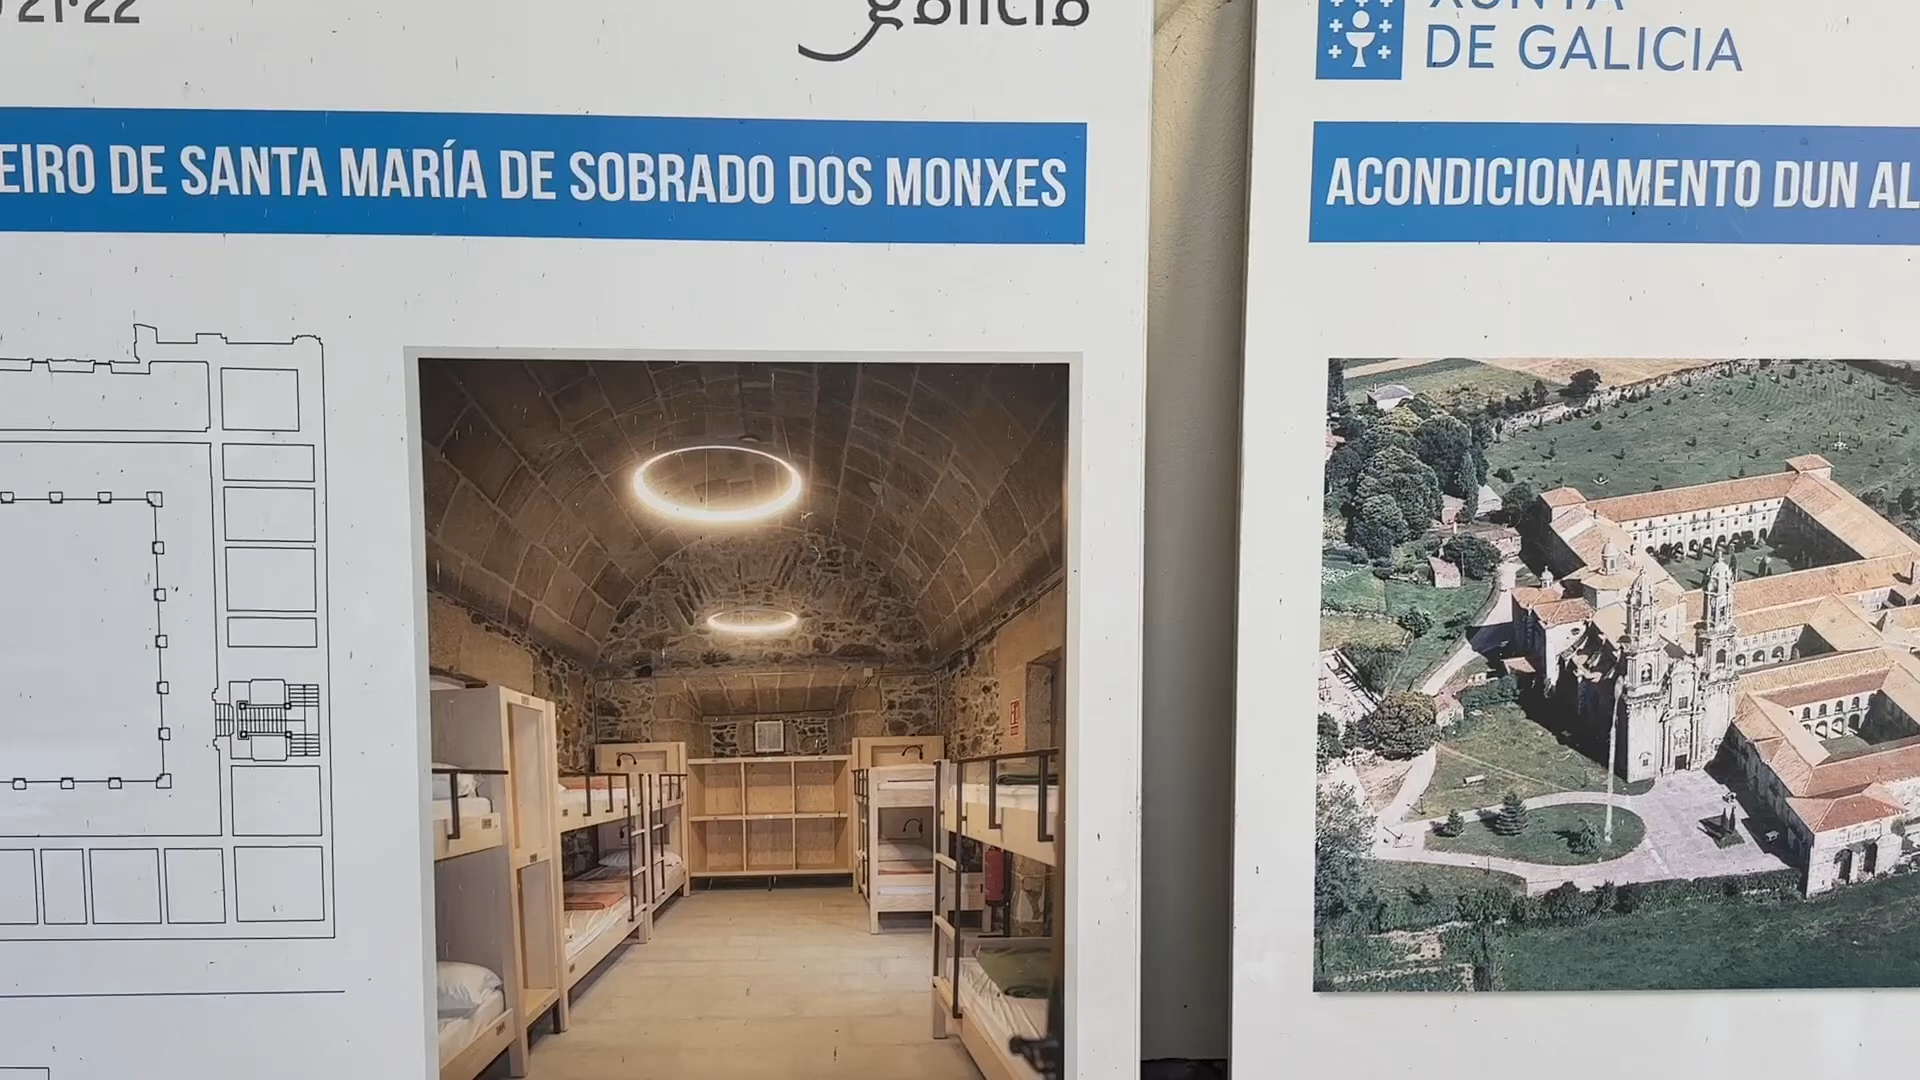 21·22
galicia
XUNTA
DE GALICIA
EIRO DE SANTA MARÍA DE SOBRADO DOS MONXES
ACONDICIONAMENTO DUN AL